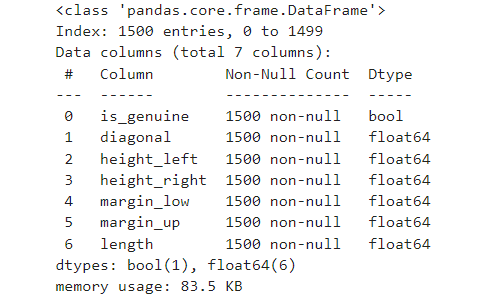 <class 'pandas.core.frame.DataFrame'>
Index: 1500 entries, 0 to 1499
Data columns (total 7 columns):
 #   Column        Non-Null Count  Dtype
---  ------        --------------  -----
 0   is_genuine    1500 non-null   bool
 1   diagonal      1500 non-null   float64
 2   height_left   1500 non-null   float64
 3   height_right  1500 non-null   float64
 4   margin_low    1500 non-null   float64
 5   margin_up     1500 non-null   float64
 6   length        1500 non-null   float64
dtypes: bool(1), float64(6)
memory usage: 83.5 KB